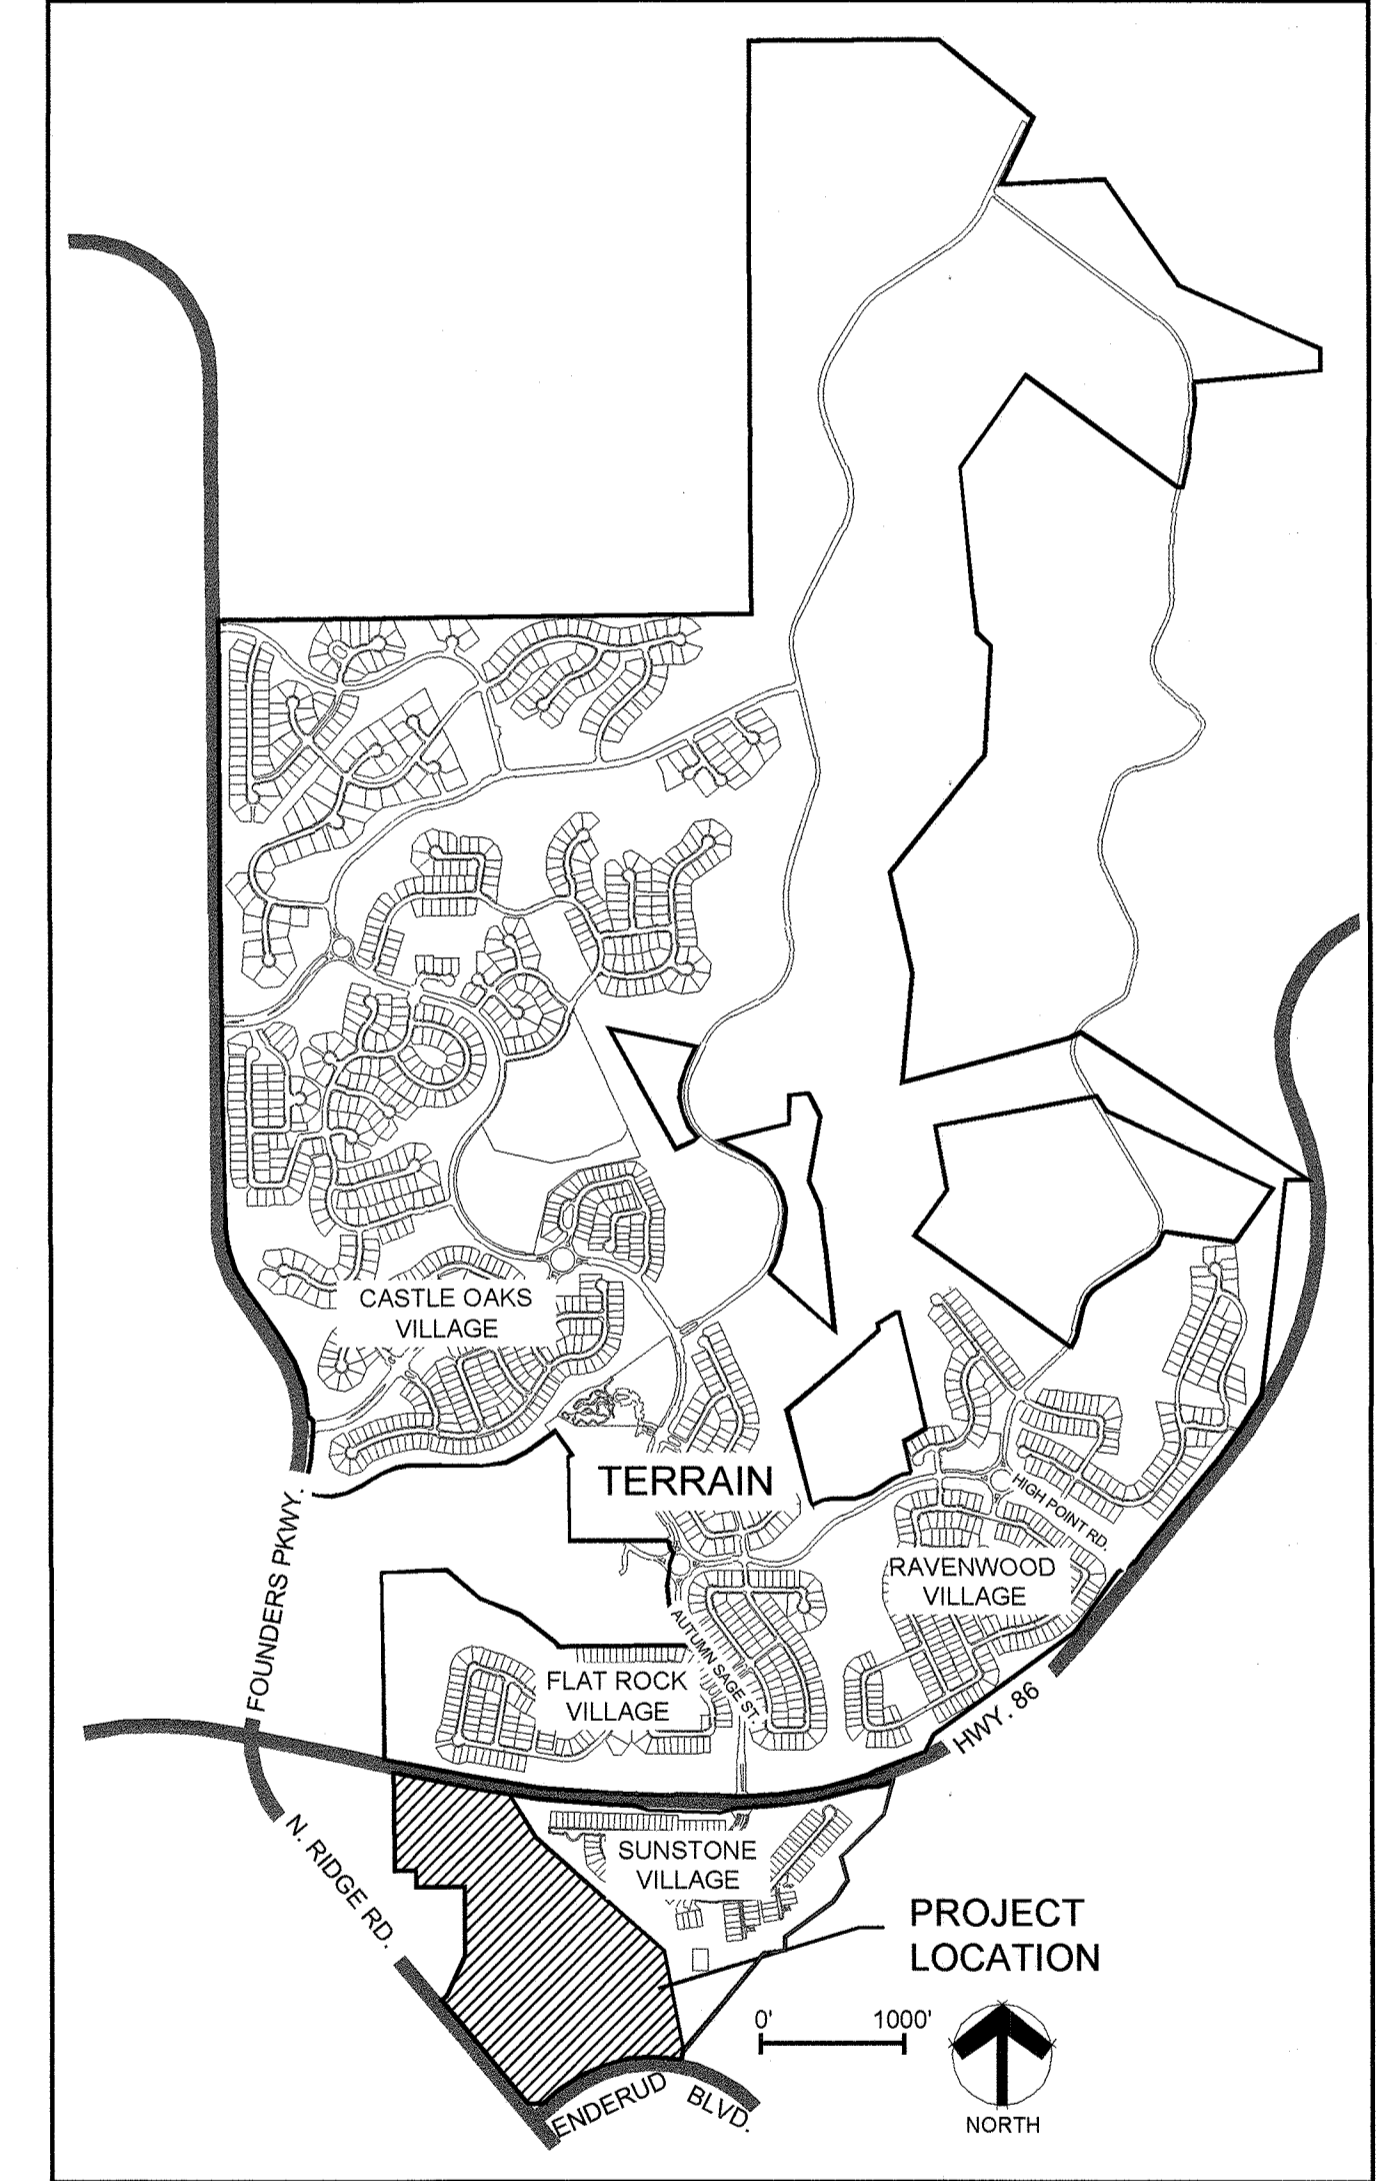 CASTLE OAKS
VILLAGE
TERRAIN
HIGH POINT RD.
RAVENWOOD
VILLAGE
FOUNDERS PKWY.
AUTUMN SAGE ST.
FLAT ROCK
VILLAGE
HWY. 86
N. RIDGE RD.
SUNSTONE
VILLAGE
PROJECT
LOCATION
0' 1000'
ENDERUD BLVD.
NORTH